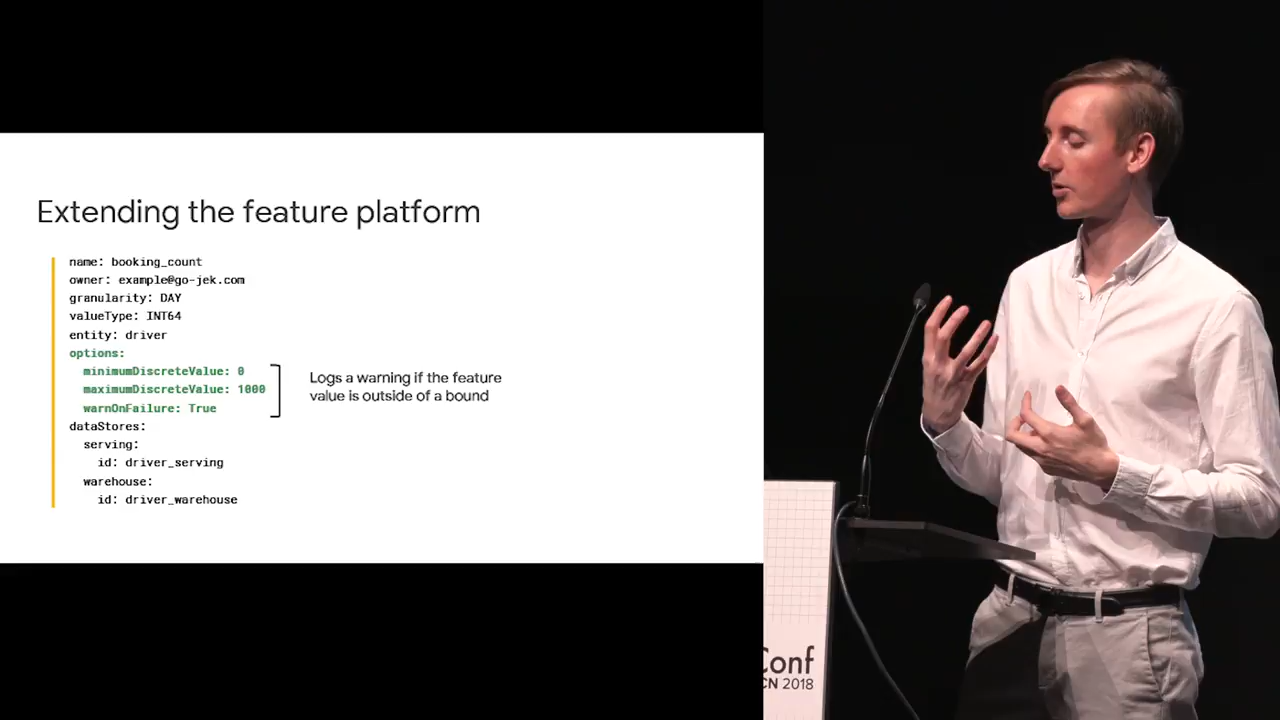 Extending the feature platform
name: booking_count
owner: example@go-jek.com
granularity: DAY
valueType: INT64
entity: driver
options:
minimumDiscreteValue: 0
maximumDiscreteValue: 1000
warnOnFailure: True
dataStores:
serving:
id: driver_serving
warehouse:
id: driver_warehouse
Logs a warning if the feature
value is outside of a bound
Conf
CN 2018